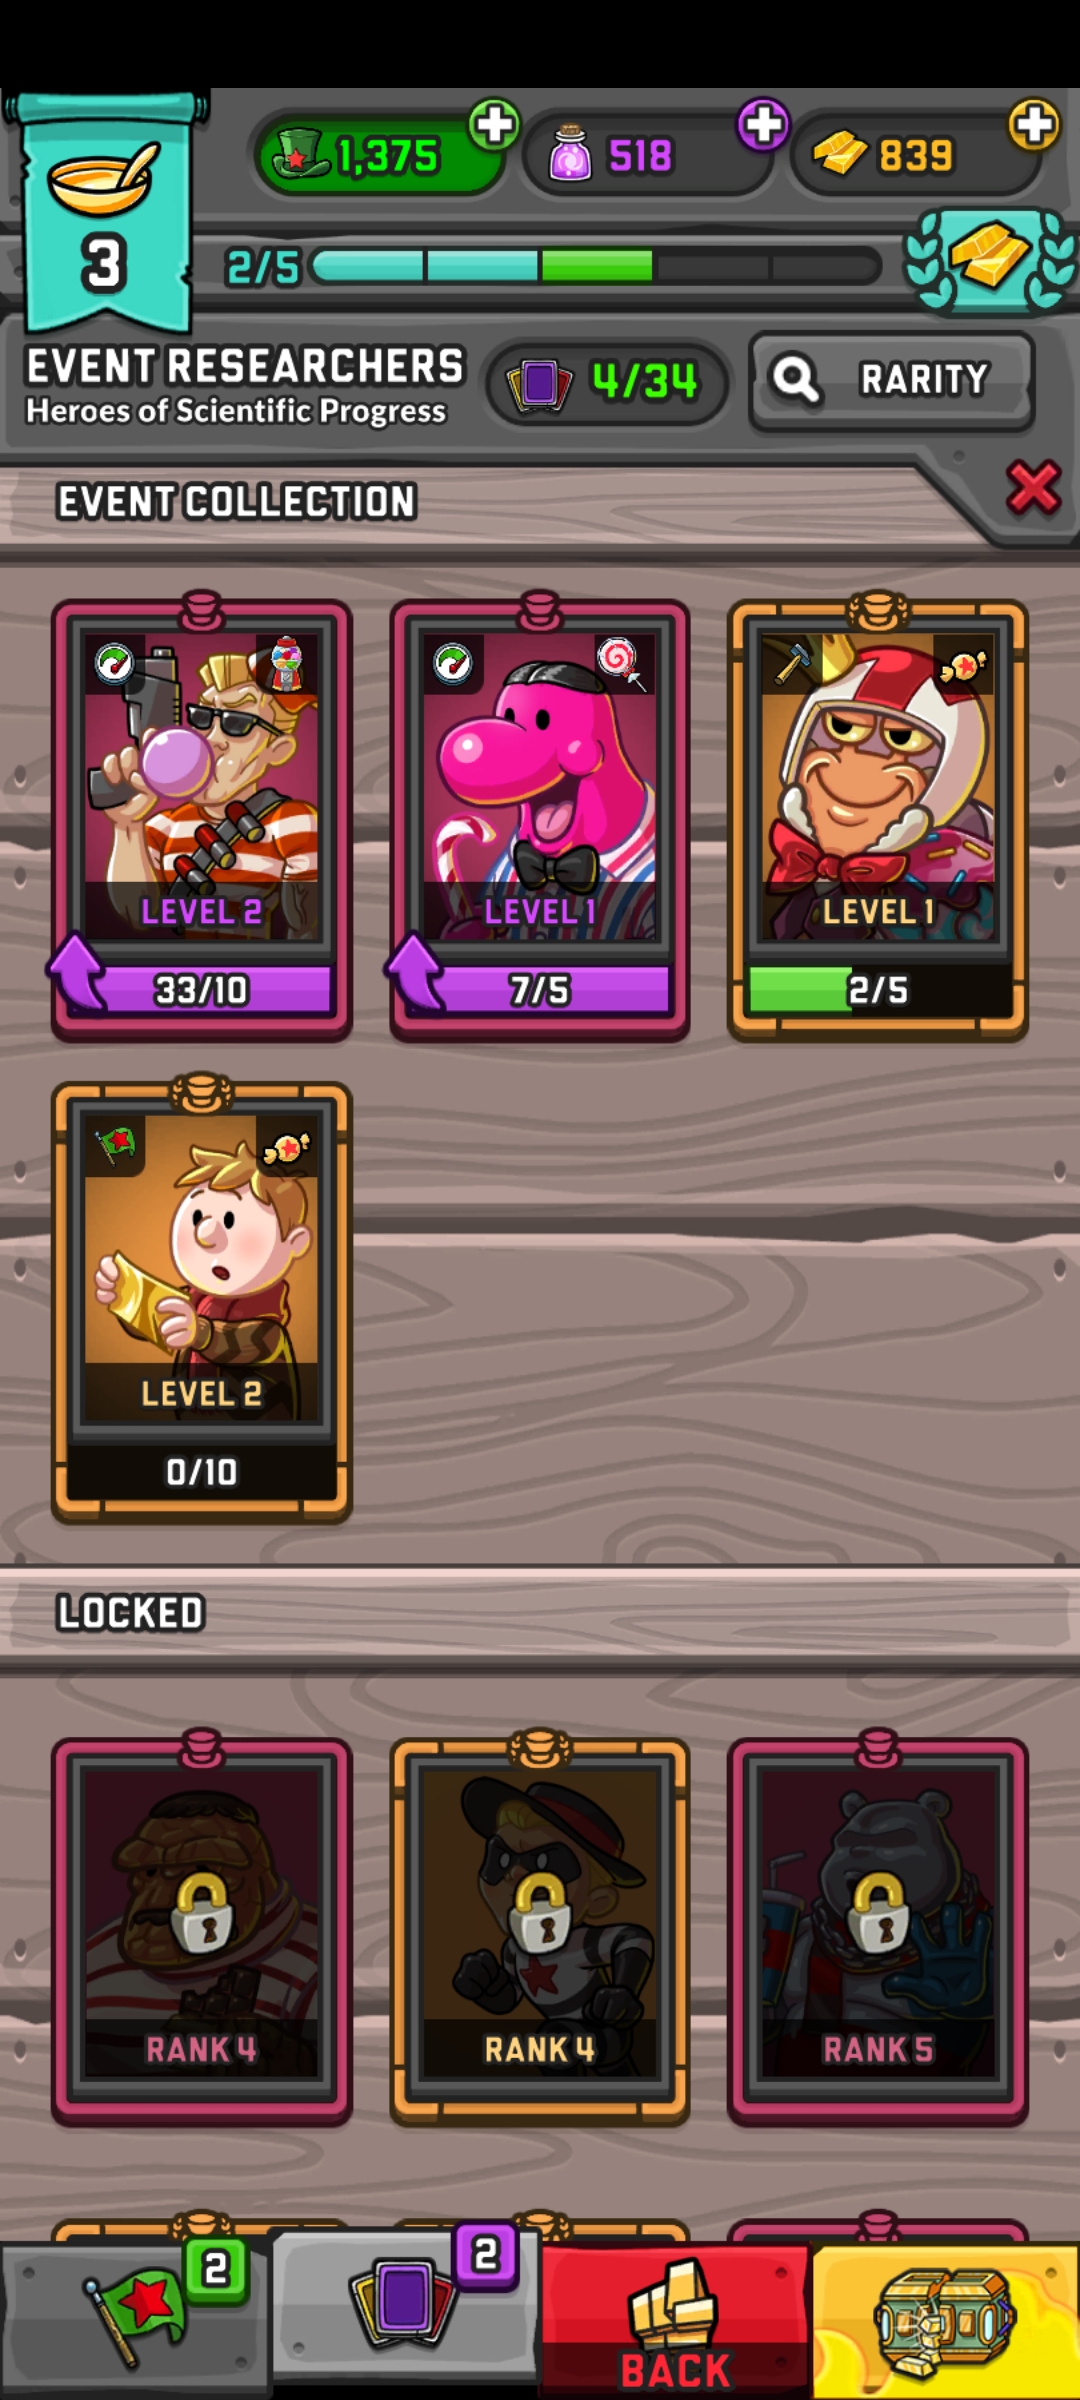 1,375
518
839
3
2/5
EVENT RESEARCHERS
Heroes of Scientific Progress
4/34
RARITY
EVENT COLLECTION
LEVEL 2
LEVEL 1
LEVEL 1
33/10
7/5
2/5
LEVEL 2
0/10
LOCKED
RANK 4
RANK 4
RANK 5
2
2
BACK